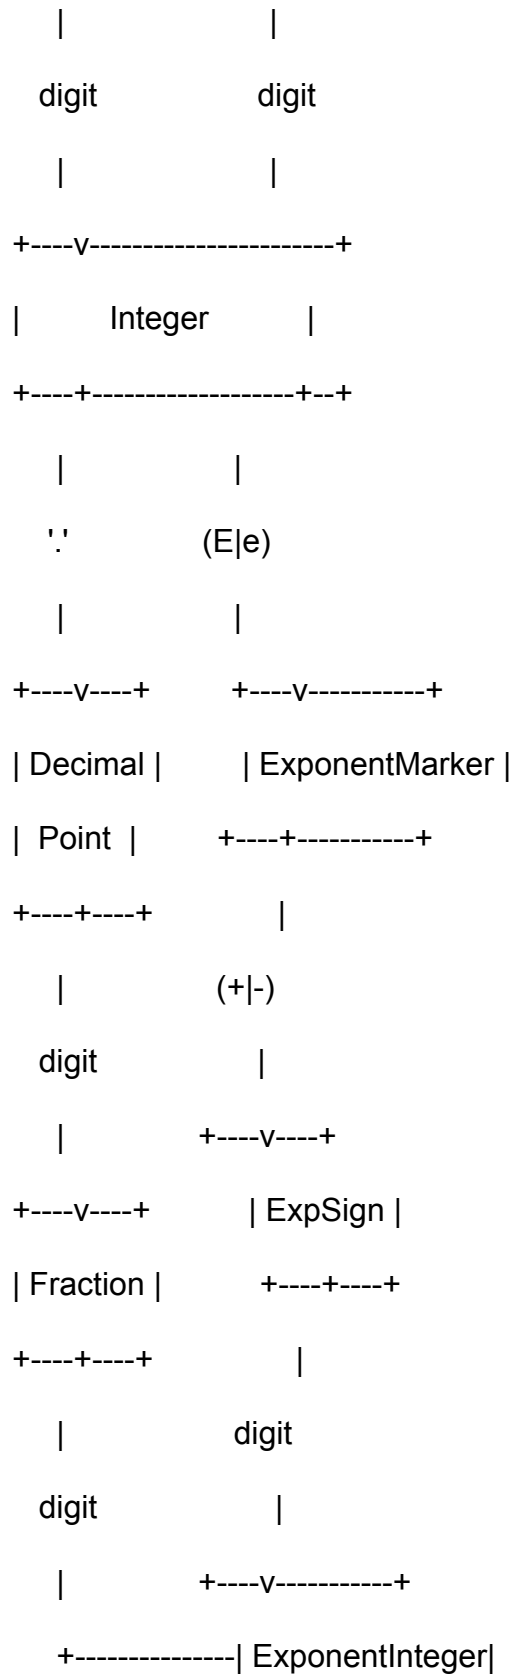 |                       |
digit                  digit
|                       |
+----v-----------------------+
|          Integer           |
+----+-------------------+--+
|                   |
'.'               (E|e)
|                   |
+----v----+         +----v-----------+
| Decimal |         | ExponentMarker |
|  Point  |         +----+-----------+
+----+----+              |
|                 (+|-)
digit                  |
|               +----v----+
+----v----+           | ExpSign |
| Fraction |           +----+----+
+----+----+                |
|                   digit
digit                    |
|               +----v-----------+
+---------------| ExponentInteger|